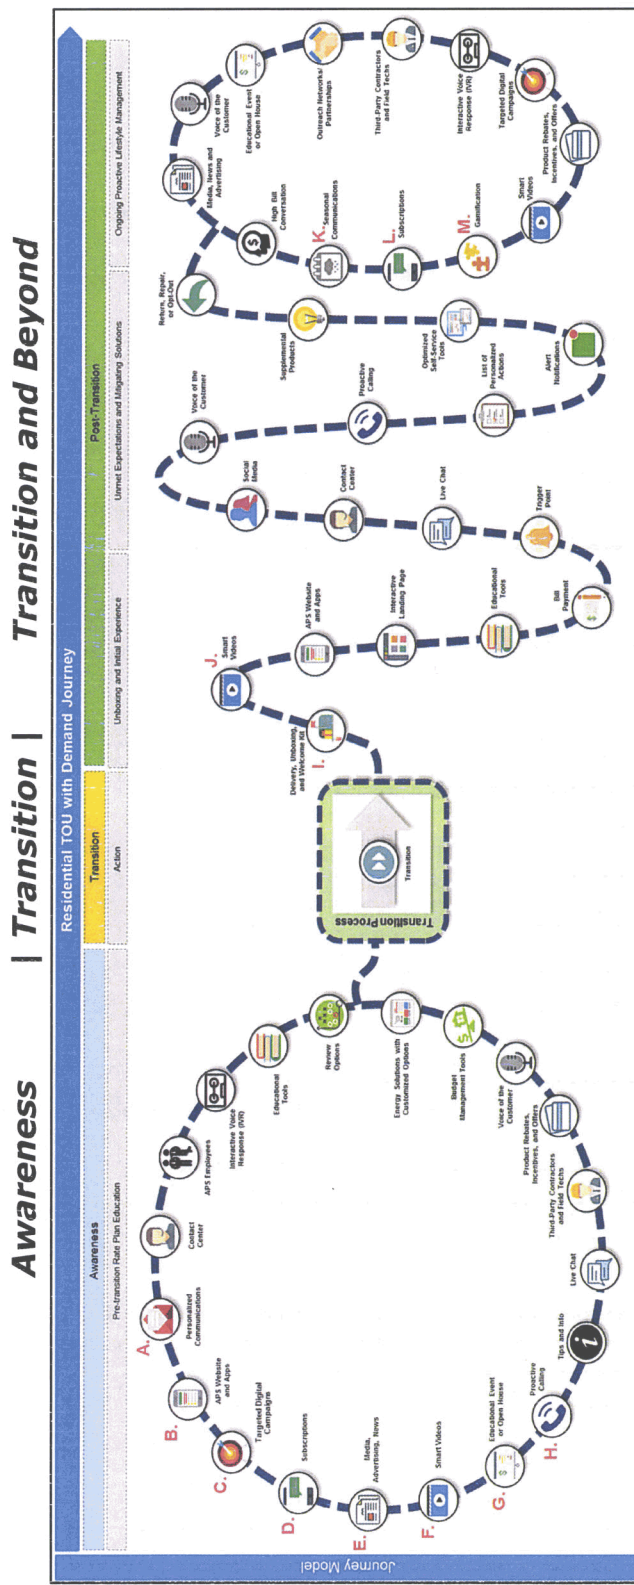 Awareness | Transition | Transition and Beyond
Residential TOU with Demand Journey
Awareness
Transition
Post-Transition
Pre-transition Rate Plan Education
Action
Unboxing and Initial Experience
Unmet Expectations and Mitigating Solutions
Ongoing Proactive Lifestyle Management
Journey Model
A.
Personalized
Communications
B.
APS Website
and Apps
C.
Targeted Digital
Campaigns
D.
Subscriptions
E.
Media,
Advertising, News
F.
Smart Videos
G.
Educational Event
or Open House
H.
Proactive
Calling
Tips and Info
Live Chat
Third-Party Contractors
and Field Techs
Product Rebates,
Incentives, and Offers
Voice of the
Customer
Budget
Management Tools
Energy Solutions with
Customized Options
Review
Options
Educational
Tools
Interactive Voice
Response (IVR)
APS Employees
Contact
Center
Transition Process
Transition
I.
Delivery, Unboxing,
and Welcome Kit
J.
Smart
Videos
APS Website
and Apps
Interactive
Landing Page
Educational
Tools
Bill
Payment
Trigger
Point
Live Chat
Contact
Center
Social
Media
Voice of the
Customer
Proactive
Calling
List of
Personalized
Actions
Alert
Notifications
Optimized
Self-Service
Tools
Supplemental
Products
Return, Repair,
or Opt-Out
High Bill
Conversation
K.
Seasonal
Communications
L.
Subscriptions
M.
Gamification
Smart
Videos
Product Rebates,
Incentives, and Offers
Targeted Digital
Campaigns
Interactive Voice
Response (IVR)
Third-Party Contractors
and Field Techs
Outreach Networks/
Partnerships
Educational Event
or Open House
Voice of the
Customer
Media, News and
Advertising